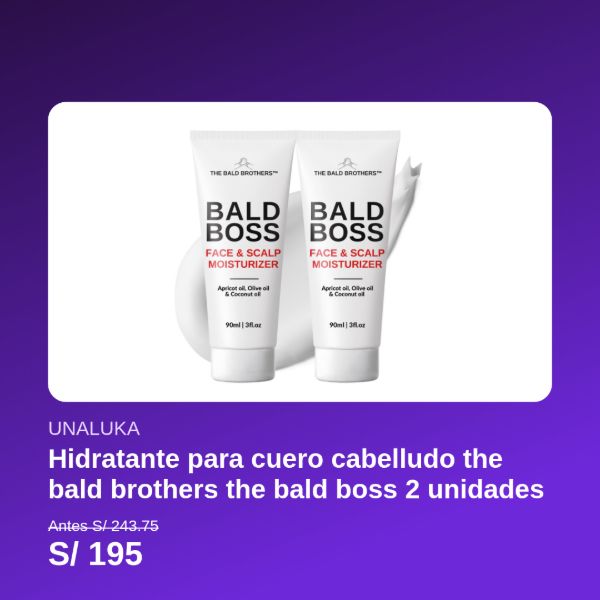 THE BALD BROTHERS™
BALD
BOSS
FACE & SCALP
MOISTURIZER
Apricot oil, Olive oil
& Coconut oil
90ml | 3fl.oz
THE BALD BROTHERS™
BALD
BOSS
FACE & SCALP
MOISTURIZER
Apricot oil, Olive oil
& Coconut oil
90ml | 3fl.oz
UNALUKA
Hidratante para cuero cabelludo the
bald brothers the bald boss 2 unidades
Antes S/ 243.75
S/ 195